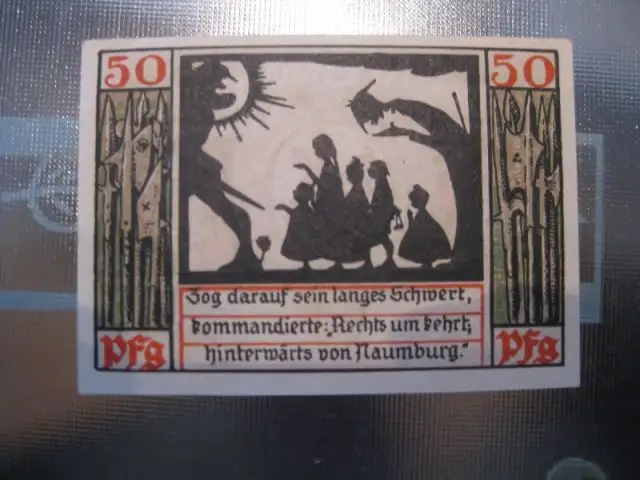 50
50
Zog darauf sein langes Schwert,
kommandierte: „Rechts um kehrt,
hinterwärts von Naumburg.“
Pfg
Pfg